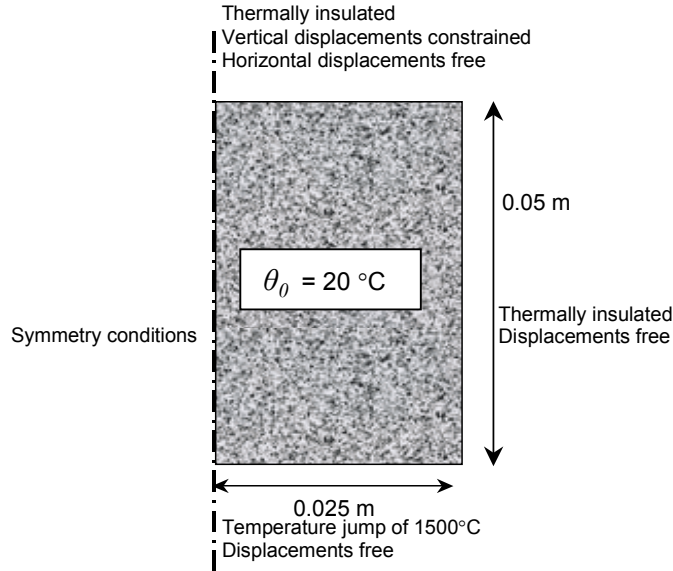 Thermally insulated
Vertical displacements constrained
Horizontal displacements free
0.05 m
θ₀ = 20 °C
Thermally insulated
Displacements free
Symmetry conditions
0.025 m
Temperature jump of 1500°C
Displacements free